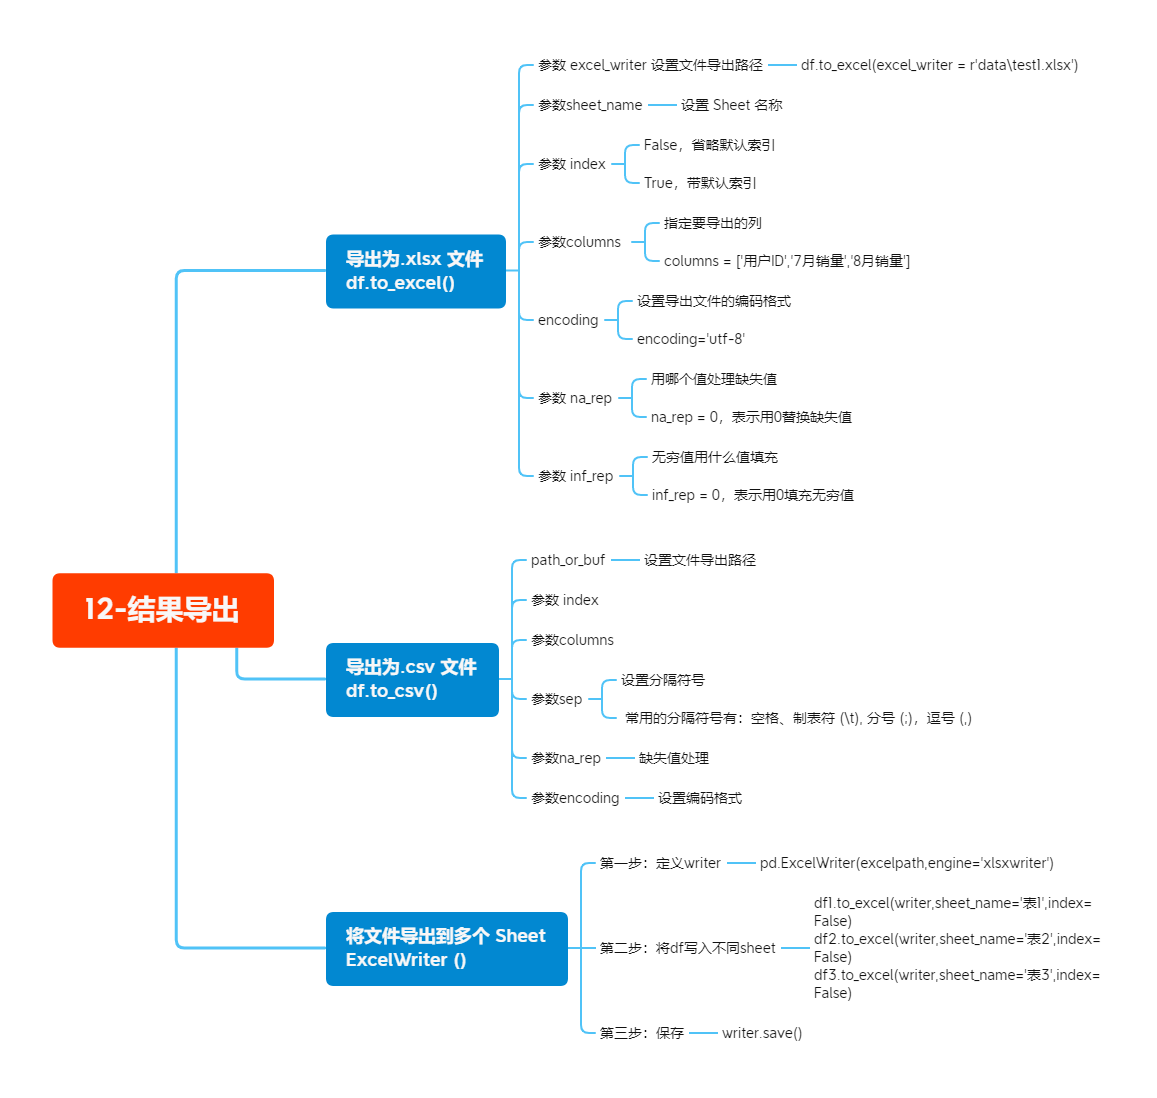 12-结果导出
导出为.xlsx 文件
df.to_excel()
参数 excel_writer 设置文件导出路径
df.to_excel(excel_writer = r'data\test1.xlsx')
参数sheet_name
设置 Sheet 名称
参数 index
False，省略默认索引
True，带默认索引
参数columns
指定要导出的列
columns = ['用户ID','7月销量','8月销量']
encoding
设置导出文件的编码格式
encoding='utf-8'
参数 na_rep
用哪个值处理缺失值
na_rep = 0，表示用0替换缺失值
参数 inf_rep
无穷值用什么值填充
inf_rep = 0，表示用0填充无穷值
导出为.csv 文件
df.to_csv()
path_or_buf
设置文件导出路径
参数 index
参数columns
参数sep
设置分隔符号
常用的分隔符号有：空格、制表符 (\t), 分号 (;)，逗号 (,)
参数na_rep
缺失值处理
参数encoding
设置编码格式
将文件导出到多个 Sheet
ExcelWriter ()
第一步：定义writer
pd.ExcelWriter(excelpath,engine='xlsxwriter')
第二步：将df写入不同sheet
df1.to_excel(writer,sheet_name='表1',index=
False)
df2.to_excel(writer,sheet_name='表2',index=
False)
df3.to_excel(writer,sheet_name='表3',index=
False)
第三步：保存
writer.save()